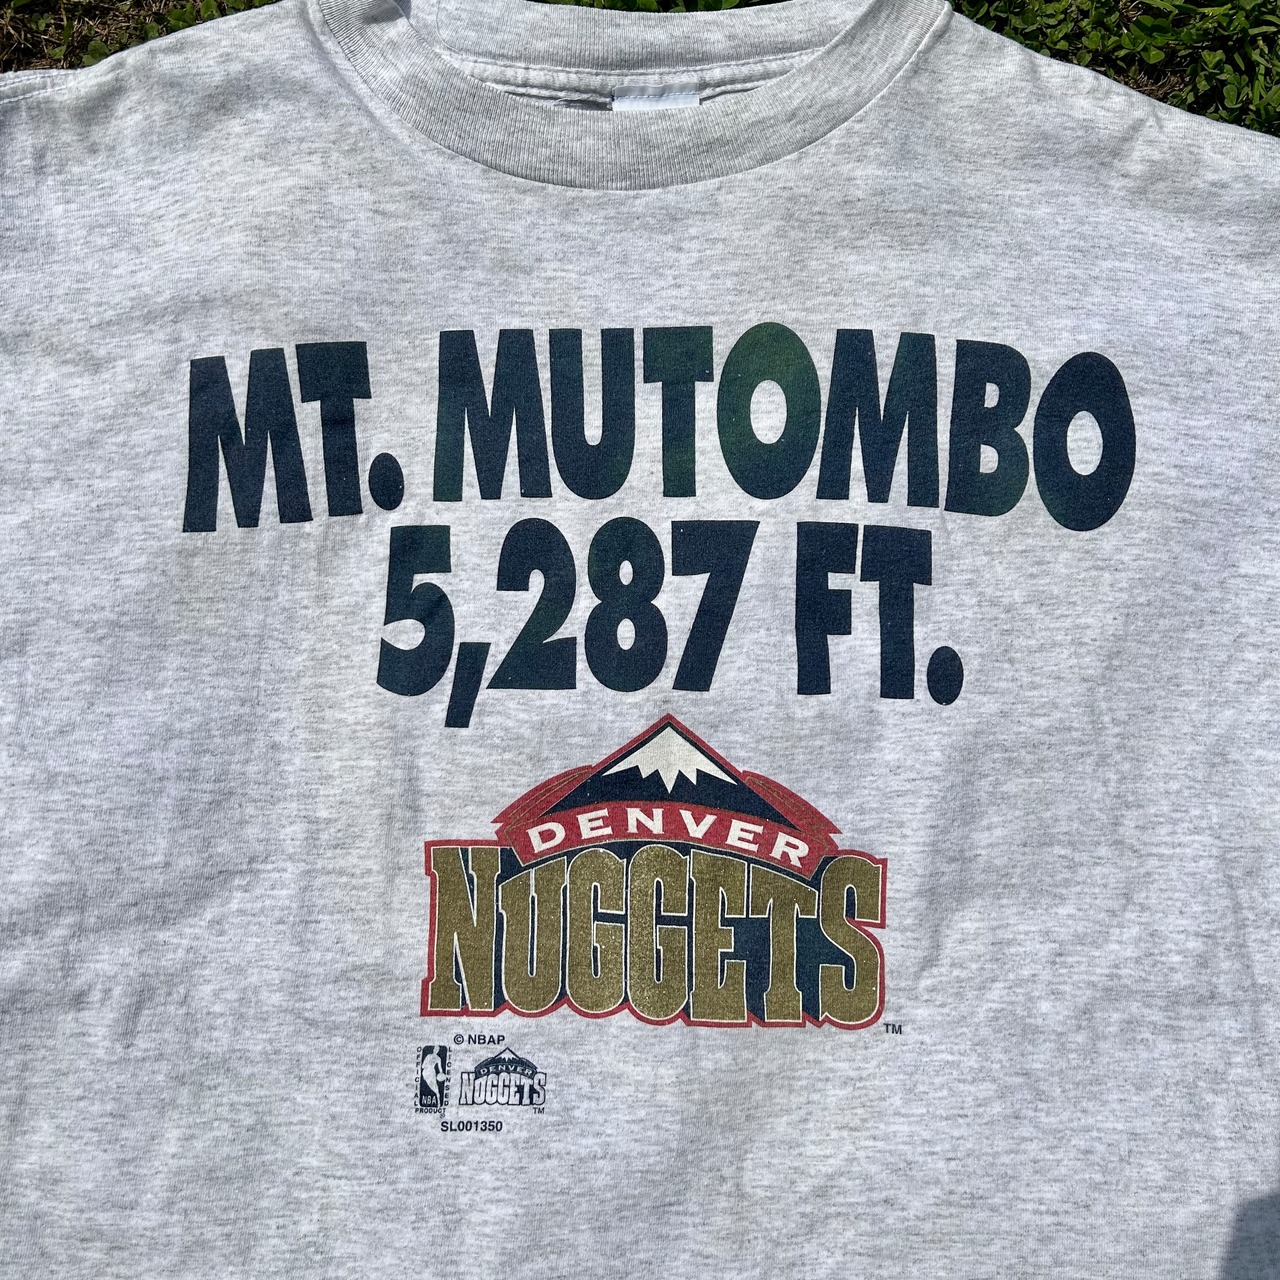 MT. MUTOMBO
5,287 FT.
DENVER
NUGGETS
TM
© NBAP
OFFICIAL
LICENSED
NBA
PRODUCT
DENVER
NUGGETS
TM
SL001350